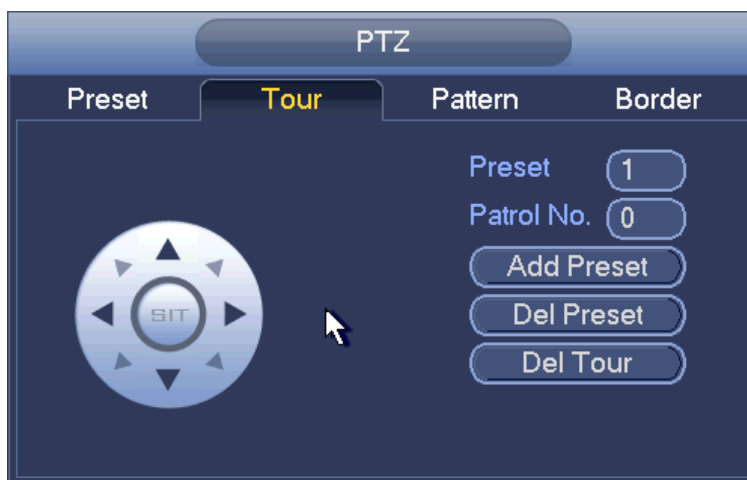 PTZ
Preset Tour Pattern Border
Preset 1
Patrol No. 0
Add Preset
SIT Del Preset
Del Tour